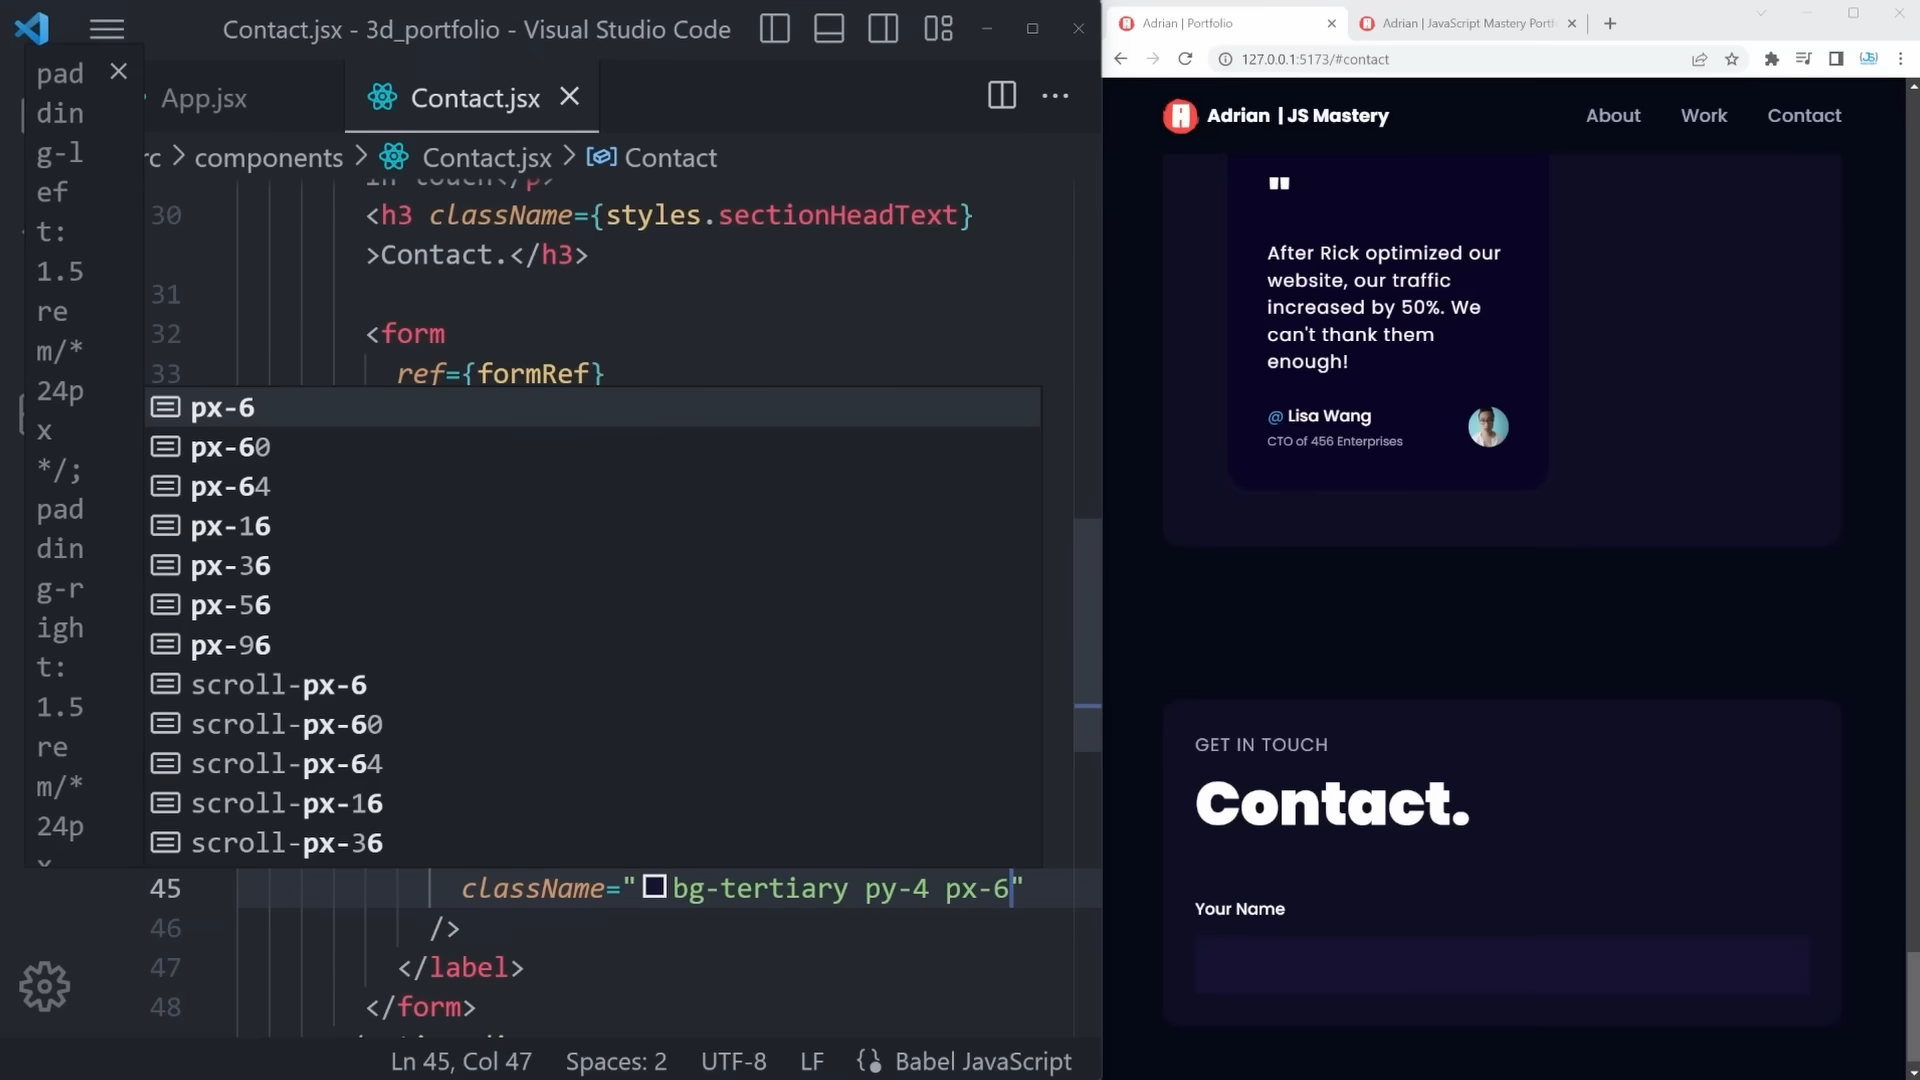 Contact.jsx - 3d_portfolio - Visual Studio Code
pad
din
g-l
ef
t:
1.5
re
m/*
24p
x
*/;
pad
din
g-r
igh
t:
1.5
re
m/*
24p
x
App.jsx
Contact.jsx
rc > components > Contact.jsx > Contact
in touch</p>
30 <h3 className={styles.sectionHeadText}
>Contact.</h3>
31
32 <form
33 ref={formRef}
px-6
px-60
px-64
px-16
px-36
px-56
px-96
scroll-px-6
scroll-px-60
scroll-px-64
scroll-px-16
scroll-px-36
45 className="bg-tertiary py-4 px-6"
46 />
47 </label>
48 </form>
Ln 45, Col 47 Spaces: 2 UTF-8 LF Babel JavaScript
Adrian | Portfolio
Adrian | JavaScript Mastery Portf
127.0.0.1:5173/#contact
Adrian | JS Mastery
About Work Contact
"
After Rick optimized our
website, our traffic
increased by 50%. We
can't thank them
enough!
@ Lisa Wang
CTO of 456 Enterprises
GET IN TOUCH
Contact.
Your Name